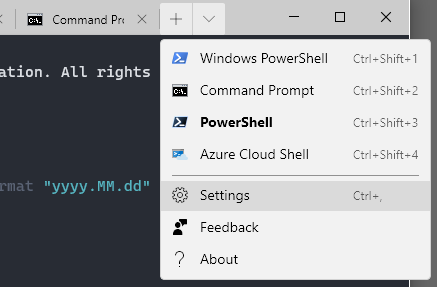 Command Pro
ation. All rights
rmat "yyyy.MM.dd"
Windows PowerShell Ctrl+Shift+1
Command Prompt Ctrl+Shift+2
PowerShell Ctrl+Shift+3
Azure Cloud Shell Ctrl+Shift+4
Settings Ctrl+,
Feedback
About